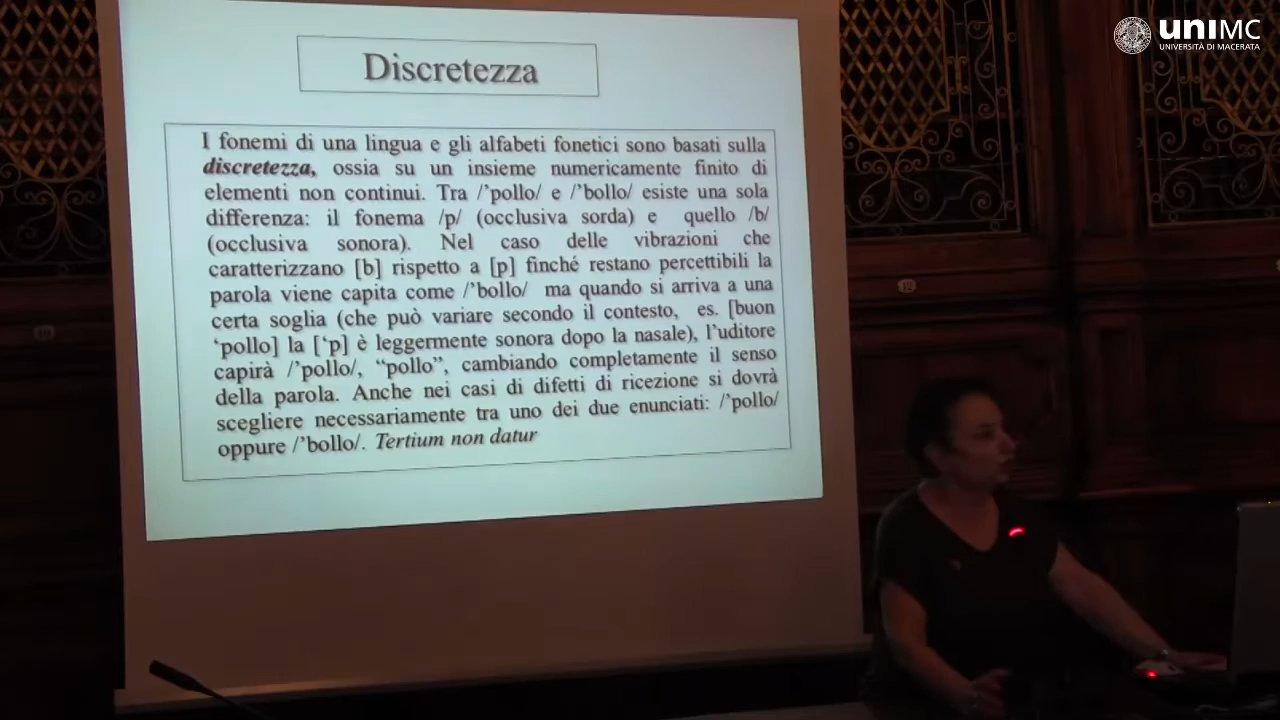 uniMC
UNIVERSITÀ DI MACERATA
Discretezza
I fonemi di una lingua e gli alfabeti fonetici sono basati sulla
discretezza, ossia su un insieme numericamente finito di
elementi non continui. Tra /’pollo/ e /’bollo/ esiste una sola
differenza: il fonema /p/ (occlusiva sorda) e quello /b/
(occlusiva sonora). Nel caso delle vibrazioni che
caratterizzano [b] rispetto a [p] finché restano percettibili la
parola viene capita come /’bollo/ ma quando si arriva a una
certa soglia (che può variare secondo il contesto, es. [buon
‘pollo] la [‘p] è leggermente sonora dopo la nasale), l’uditore
capirà /’pollo/, “pollo”, cambiando completamente il senso
della parola. Anche nei casi di difetti di ricezione si dovrà
scegliere necessariamente tra uno dei due enunciati: /’pollo/
oppure /’bollo/. Tertium non datur
12